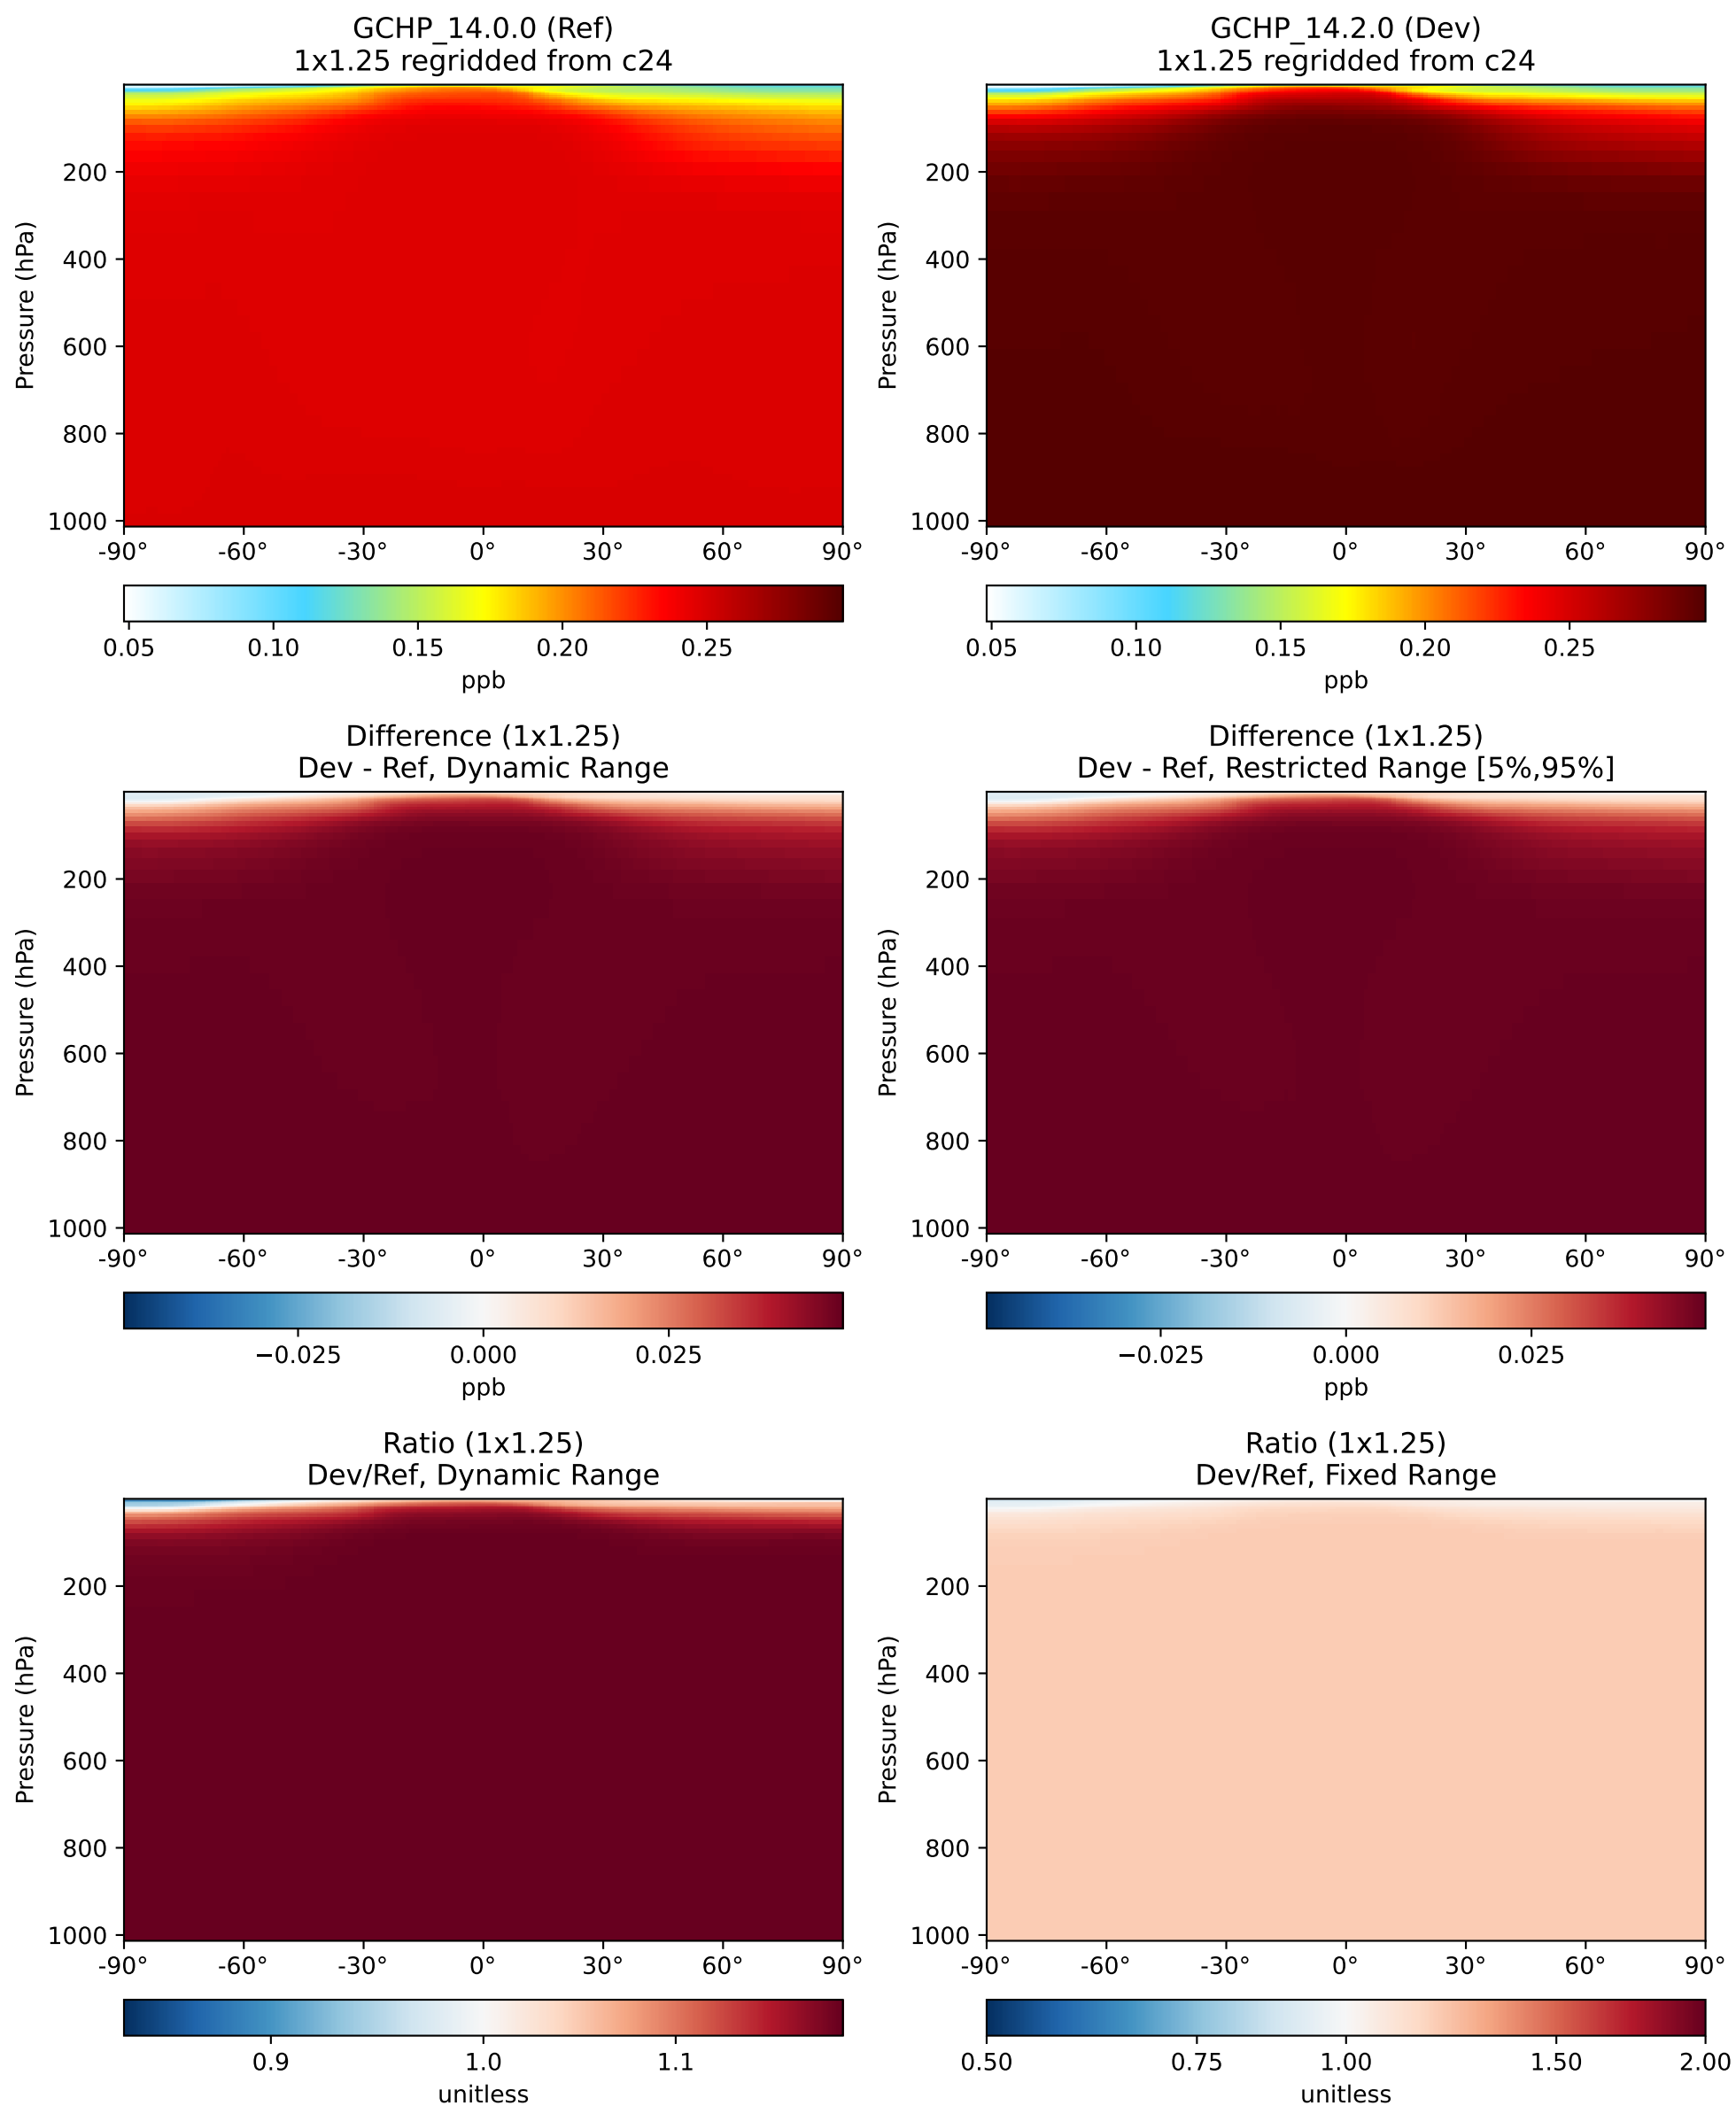 GCHP_14.0.0 (Ref)
1x1.25 regridded from c24
Pressure (hPa)
200
400
600
800
1000
-90° -60° -30° 0° 30° 60° 90°
0.05 0.10 0.15 0.20 0.25
ppb
GCHP_14.2.0 (Dev)
1x1.25 regridded from c24
Pressure (hPa)
200
400
600
800
1000
-90° -60° -30° 0° 30° 60° 90°
0.05 0.10 0.15 0.20 0.25
ppb
Difference (1x1.25)
Dev - Ref, Dynamic Range
Pressure (hPa)
200
400
600
800
1000
-90° -60° -30° 0° 30° 60° 90°
−0.025 0.000 0.025
ppb
Difference (1x1.25)
Dev - Ref, Restricted Range [5%,95%]
Pressure (hPa)
200
400
600
800
1000
-90° -60° -30° 0° 30° 60° 90°
−0.025 0.000 0.025
ppb
Ratio (1x1.25)
Dev/Ref, Dynamic Range
Pressure (hPa)
200
400
600
800
1000
-90° -60° -30° 0° 30° 60° 90°
0.9 1.0 1.1
unitless
Ratio (1x1.25)
Dev/Ref, Fixed Range
Pressure (hPa)
200
400
600
800
1000
-90° -60° -30° 0° 30° 60° 90°
0.50 0.75 1.00 1.50 2.00
unitless